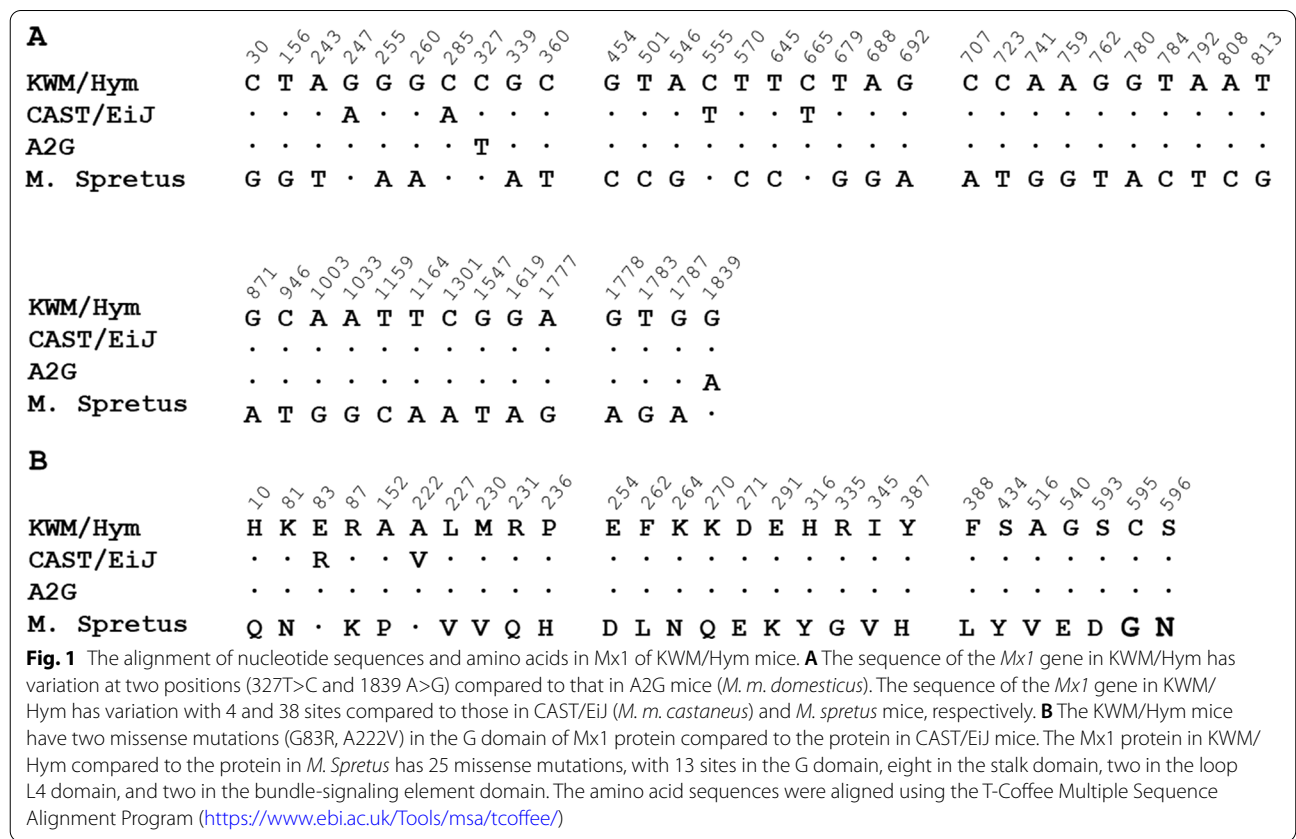 A
30 156 243 247 255 260 285 327 339 360 454 501 546 555 570 645 665 679 688 692 707 723 741 759 762 780 784 792 808 813
KWM/Hym C T A G G G C C G C G T A C T T C T A G C C A A G G T A A T
CAST/EiJ · · · A · · A · · · · · · T · · T · · · · · · · · · · · · ·
A2G · · · · · · · T · · · · · · · · · · · · · · · · · · · · · ·
M. Spretus G G T · A A · · A T C C G · C C · G G A A T G G T A C T C G
871 946 1003 1033 1159 1164 1301 1547 1619 1777 1778 1783 1787 1839
KWM/Hym G C A A T T C G G A G T G G
CAST/EiJ · · · · · · · · · · · · · ·
A2G · · · · · · · · · · · · · A
M. Spretus A T G G C A A T A G A G A ·
B
10 81 83 87 152 222 227 230 231 236 254 262 264 270 271 291 316 335 345 387 388 434 516 540 593 595 596
KWM/Hym H K E R A A L M R P E F K K D E H R I Y F S A G S C S
CAST/EiJ · · R · · V · · · · · · · · · · · · · · · · · · · · ·
A2G · · · · · · · · · · · · · · · · · · · · · · · · · · ·
M. Spretus Q N · K P · V V Q H D L N Q E K Y G V H L Y V E D G N
Fig. 1 The alignment of nucleotide sequences and amino acids in Mx1 of KWM/Hym mice. A The sequence of the Mx1 gene in KWM/Hym has
variation at two positions (327T>C and 1839 A>G) compared to that in A2G mice (M. m. domesticus). The sequence of the Mx1 gene in KWM/
Hym has variation with 4 and 38 sites compared to those in CAST/EiJ (M. m. castaneus) and M. spretus mice, respectively. B The KWM/Hym mice
have two missense mutations (G83R, A222V) in the G domain of Mx1 protein compared to the protein in CAST/EiJ mice. The Mx1 protein in KWM/
Hym compared to the protein in M. Spretus has 25 missense mutations, with 13 sites in the G domain, eight in the stalk domain, two in the loop
L4 domain, and two in the bundle-signaling element domain. The amino acid sequences were aligned using the T-Coffee Multiple Sequence
Alignment Program (https://www.ebi.ac.uk/Tools/msa/tcoffee/)